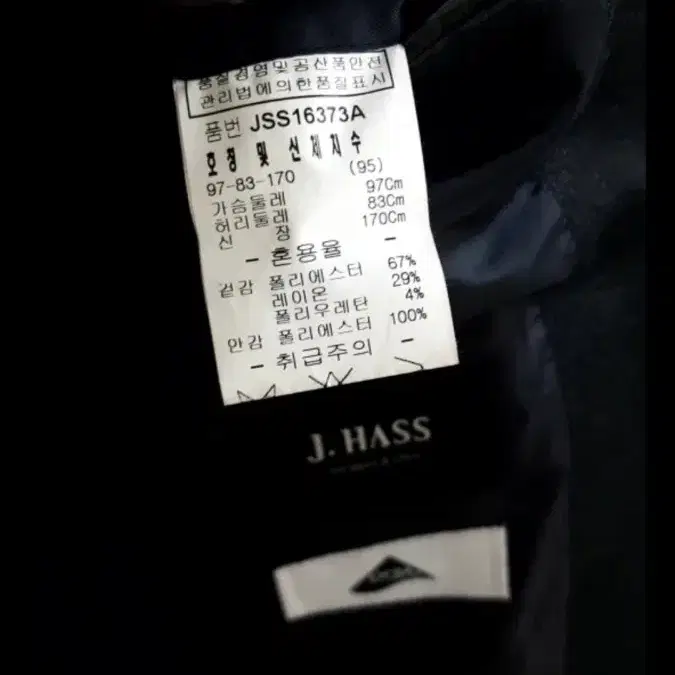 품질경영및공산품안전
관리법에의한품질표시
품번 JSS16373A
호칭 및 신체치수
97-83-170 (95)
가슴둘레 97Cm
허리둘레 83Cm
신 장 170Cm
- 혼용율 -
겉감 폴리에스터 67%
레이온 29%
폴리우레탄 4%
안감 폴리에스터 100%
- 취급주의 -
J. HASS